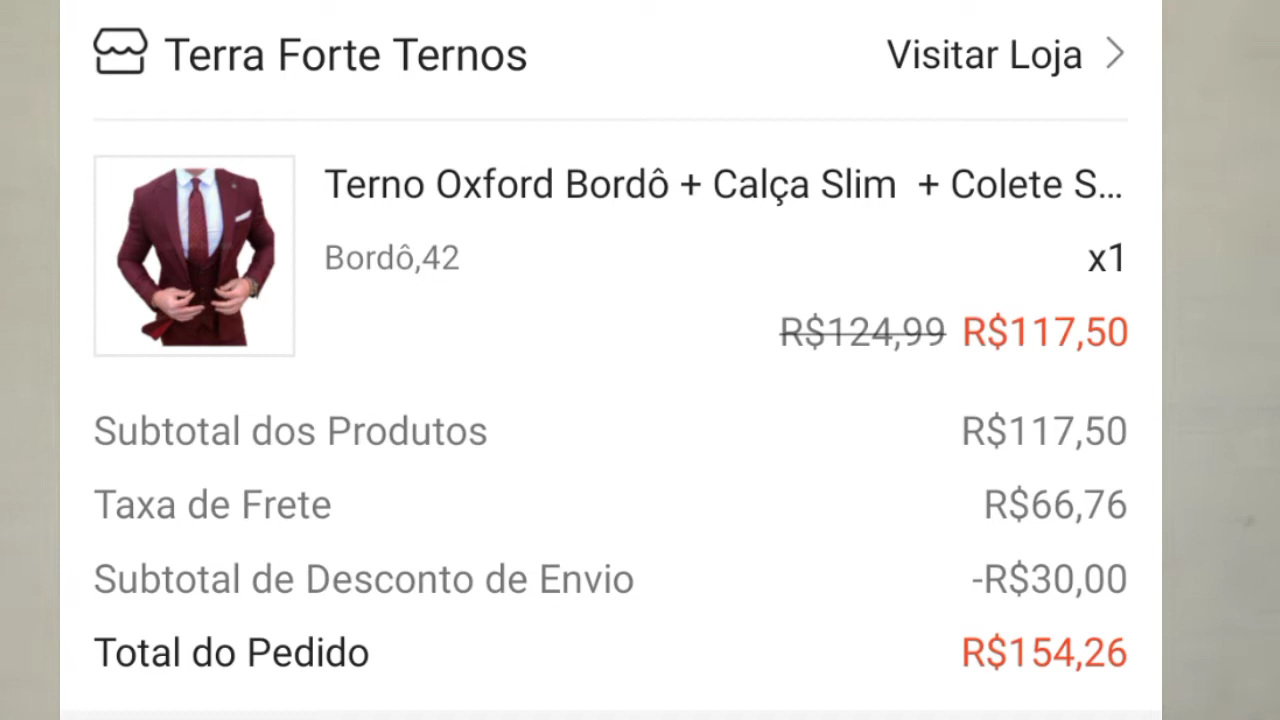 Terra Forte Ternos Visitar Loja
Terno Oxford Bordô + Calça Slim + Colete S...
Bordô,42 x1
R$124,99 R$117,50
Subtotal dos Produtos R$117,50
Taxa de Frete R$66,76
Subtotal de Desconto de Envio -R$30,00
Total do Pedido R$154,26